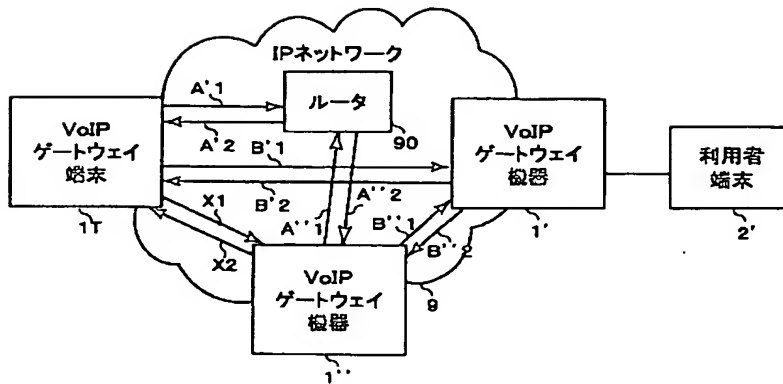 IPネットワーク
ルータ
90
VoIP
ゲートウェイ
端末
1T
A'1
A'2
B'1
B'2
VoIP
ゲートウェイ
機器
1'
利用者
端末
2'
X1
X2
A''1
A''2
B''1
B''2
9
VoIP
ゲートウェイ
機器
1''